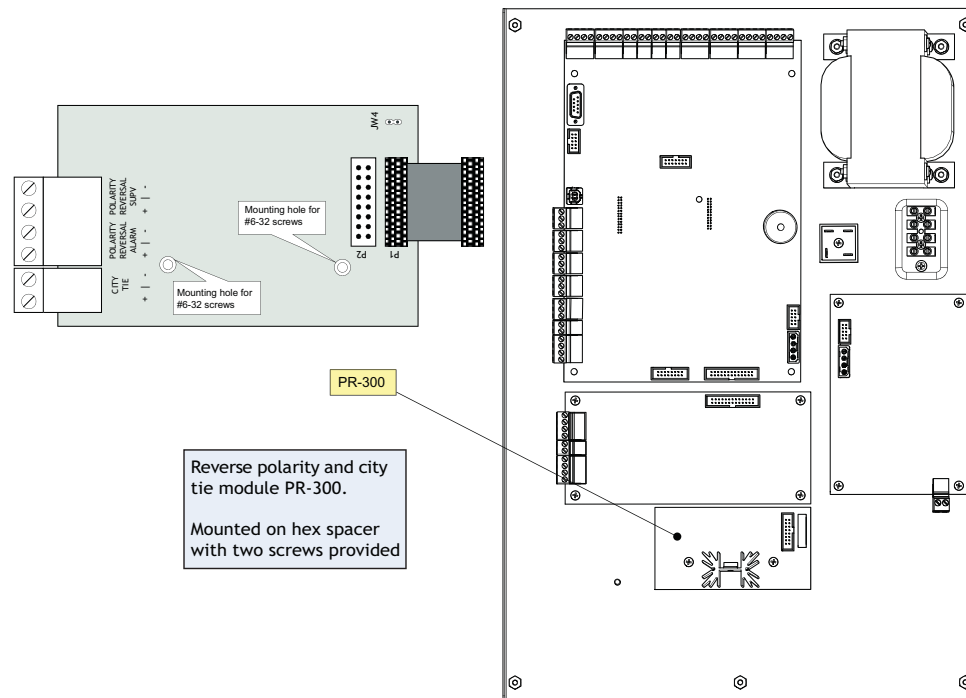 JW4
POLARITY
REVERSAL
SUPV
-
+
POLARITY
REVERSAL
ALARM
-
+
CITY
TIE
-
+
Mounting hole for
#6-32 screws
Mounting hole for
#6-32 screws
P2
P1
PR-300
Reverse polarity and city
tie module PR-300.
Mounted on hex spacer
with two screws provided